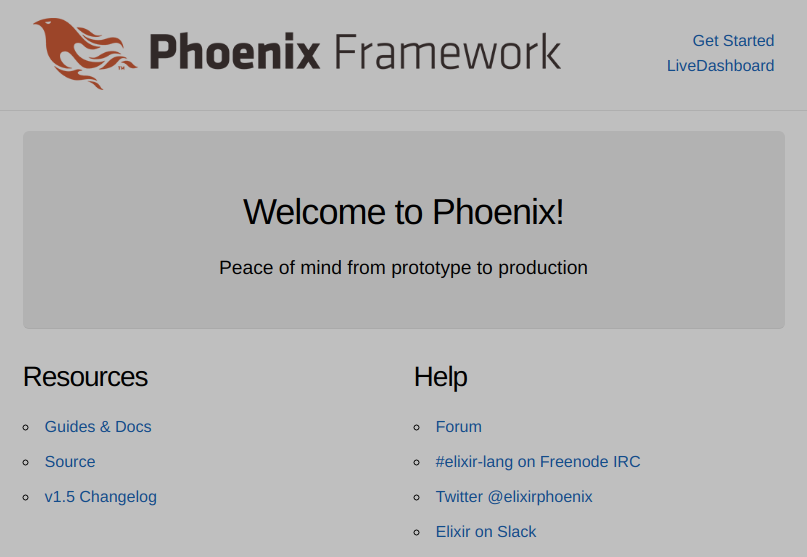 Phoenix Framework
TM
Get Started
LiveDashboard
Welcome to Phoenix!
Peace of mind from prototype to production
Resources
Guides & Docs
Source
v1.5 Changelog
Help
Forum
#elixir-lang on Freenode IRC
Twitter @elixirphoenix
Elixir on Slack